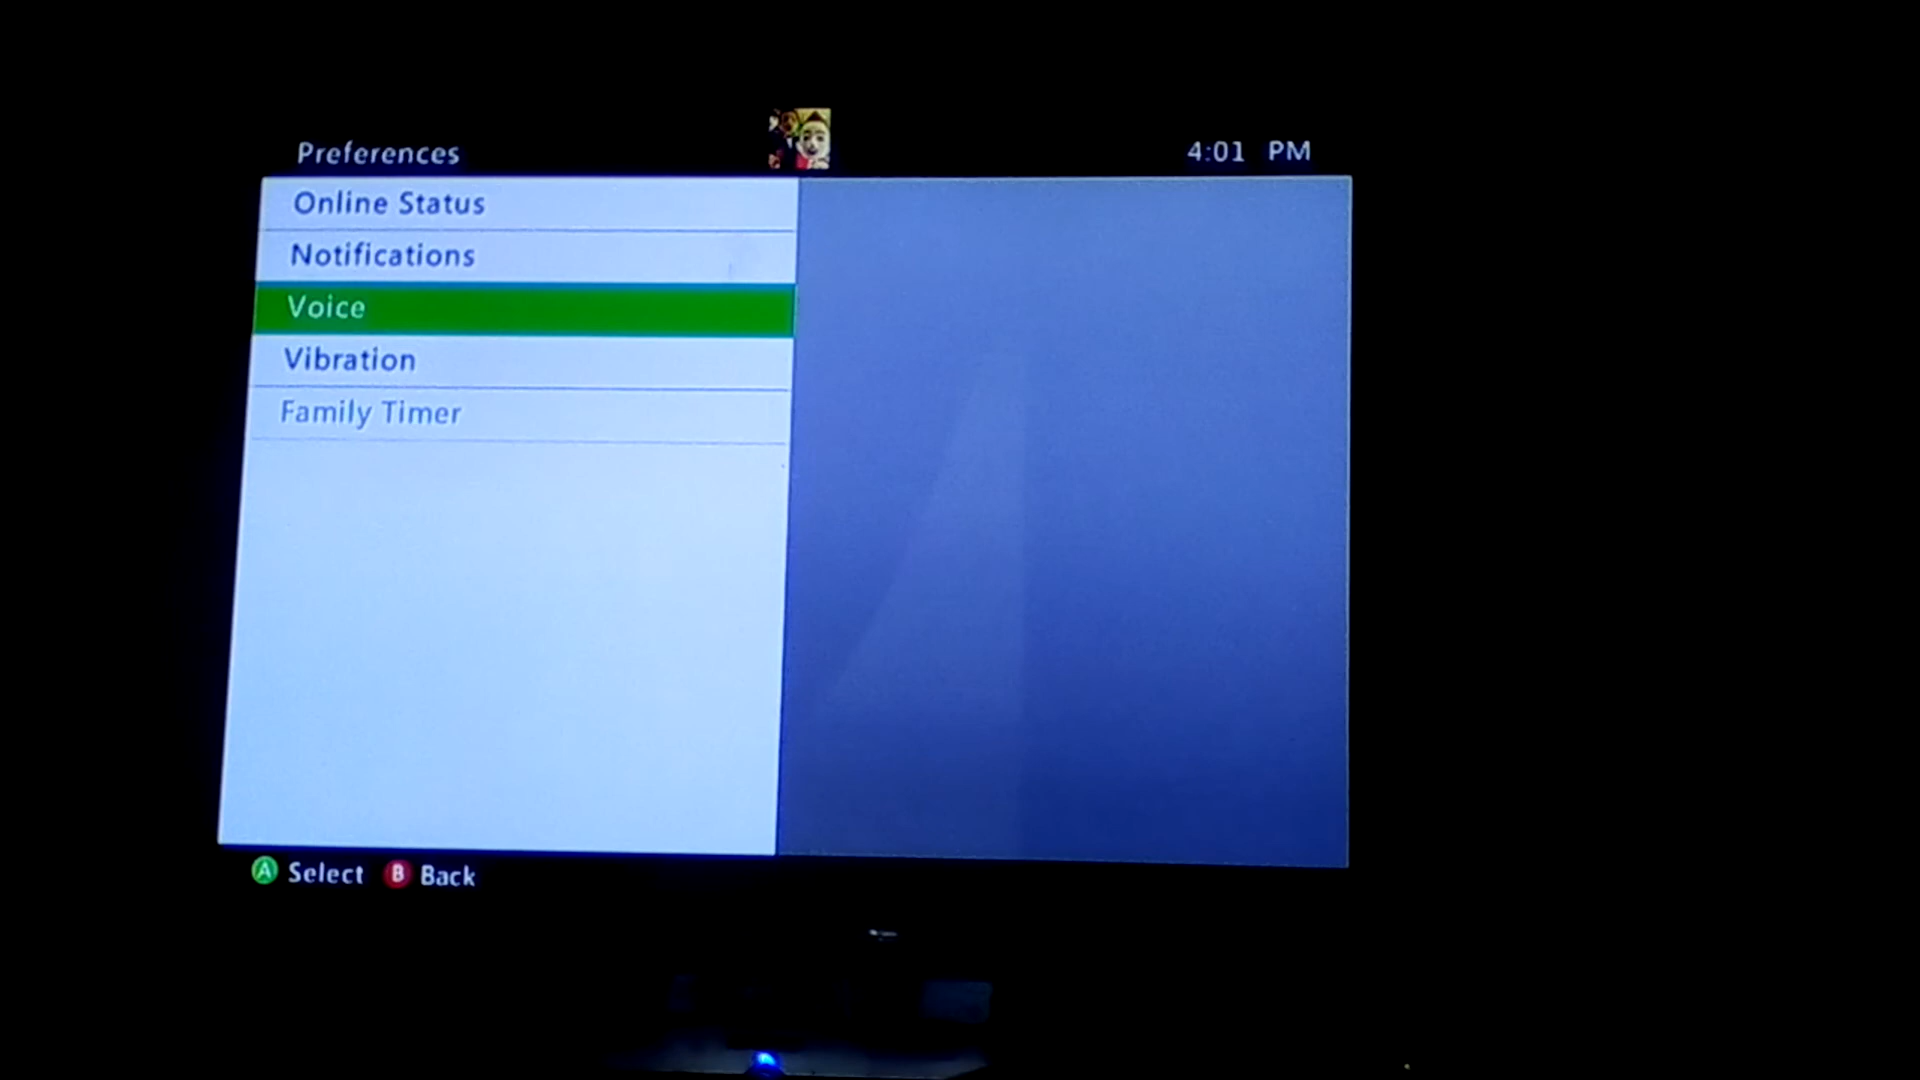 Preferences
4:01 PM
Online Status
Notifications
Voice
Vibration
Family Timer
A Select B Back